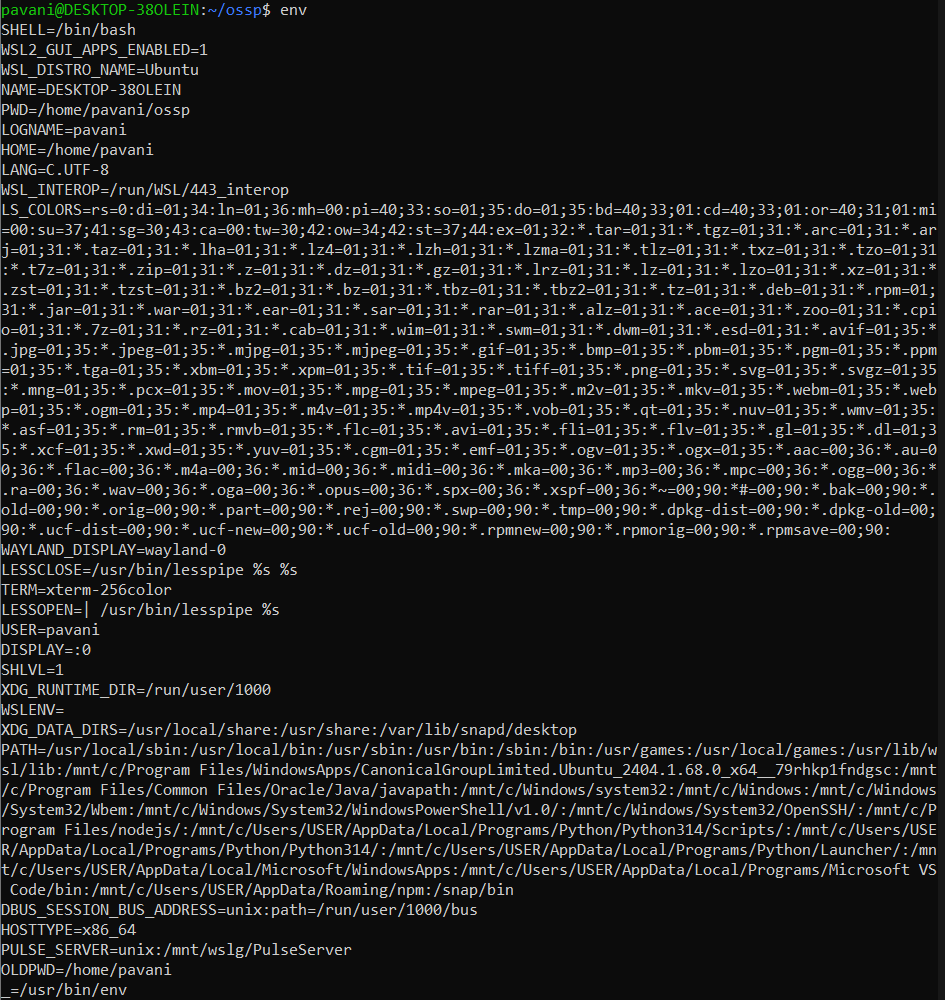 pavani@DESKTOP-38OLEIN:~/ossp$ env
SHELL=/bin/bash
WSL2_GUI_APPS_ENABLED=1
WSL_DISTRO_NAME=Ubuntu
NAME=DESKTOP-38OLEIN
PWD=/home/pavani/ossp
LOGNAME=pavani
HOME=/home/pavani
LANG=C.UTF-8
WSL_INTEROP=/run/WSL/443_interop
LS_COLORS=rs=0:di=01;34:ln=01;36:mh=00:pi=40;33:so=01;35:do=01;35:bd=40;33;01:cd=40;33;01:or=40;31;01:mi
=00:su=37;41:sg=30;43:ca=00:tw=30;42:ow=34;42:st=37;44:ex=01;32:*.tar=01;31:*.tgz=01;31:*.arc=01;31:*.ar
j=01;31:*.taz=01;31:*.lha=01;31:*.lz4=01;31:*.lzh=01;31:*.lzma=01;31:*.tlz=01;31:*.txz=01;31:*.tzo=01;31
:*.t7z=01;31:*.zip=01;31:*.z=01;31:*.dz=01;31:*.gz=01;31:*.lrz=01;31:*.lz=01;31:*.lzo=01;31:*.xz=01;31:*
.zst=01;31:*.tzst=01;31:*.bz2=01;31:*.bz=01;31:*.tbz=01;31:*.tbz2=01;31:*.tz=01;31:*.deb=01;31:*.rpm=01;
31:*.jar=01;31:*.war=01;31:*.ear=01;31:*.sar=01;31:*.rar=01;31:*.alz=01;31:*.ace=01;31:*.zoo=01;31:*.cpi
o=01;31:*.7z=01;31:*.rz=01;31:*.cab=01;31:*.wim=01;31:*.swm=01;31:*.dwm=01;31:*.esd=01;31:*.avif=01;35:*
.jpg=01;35:*.jpeg=01;35:*.mjpg=01;35:*.mjpeg=01;35:*.gif=01;35:*.bmp=01;35:*.pbm=01;35:*.pgm=01;35:*.ppm
=01;35:*.tga=01;35:*.xbm=01;35:*.xpm=01;35:*.tif=01;35:*.tiff=01;35:*.png=01;35:*.svg=01;35:*.svgz=01;35
:*.mng=01;35:*.pcx=01;35:*.mov=01;35:*.mpg=01;35:*.mpeg=01;35:*.m2v=01;35:*.mkv=01;35:*.webm=01;35:*.web
p=01;35:*.ogm=01;35:*.mp4=01;35:*.m4v=01;35:*.mp4v=01;35:*.vob=01;35:*.qt=01;35:*.nuv=01;35:*.wmv=01;35:
*.asf=01;35:*.rm=01;35:*.rmvb=01;35:*.flc=01;35:*.avi=01;35:*.fli=01;35:*.flv=01;35:*.gl=01;35:*.dl=01;3
5:*.xcf=01;35:*.xwd=01;35:*.yuv=01;35:*.cgm=01;35:*.emf=01;35:*.ogv=01;35:*.ogx=01;35:*.aac=00;36:*.au=0
0;36:*.flac=00;36:*.m4a=00;36:*.mid=00;36:*.midi=00;36:*.mka=00;36:*.mp3=00;36:*.mpc=00;36:*.ogg=00;36:*
.ra=00;36:*.wav=00;36:*.oga=00;36:*.opus=00;36:*.spx=00;36:*.xspf=00;36:*~=00;90:*#=00;90:*.bak=00;90:*.
old=00;90:*.orig=00;90:*.part=00;90:*.rej=00;90:*.swp=00;90:*.tmp=00;90:*.dpkg-dist=00;90:*.dpkg-old=00;
90:*.ucf-dist=00;90:*.ucf-new=00;90:*.ucf-old=00;90:*.rpmnew=00;90:*.rpmorig=00;90:*.rpmsave=00;90:
WAYLAND_DISPLAY=wayland-0
LESSCLOSE=/usr/bin/lesspipe %s %s
TERM=xterm-256color
LESSOPEN=| /usr/bin/lesspipe %s
USER=pavani
DISPLAY=:0
SHLVL=1
XDG_RUNTIME_DIR=/run/user/1000
WSLENV=
XDG_DATA_DIRS=/usr/local/share:/usr/share:/var/lib/snapd/desktop
PATH=/usr/local/sbin:/usr/local/bin:/usr/sbin:/usr/bin:/sbin:/bin:/usr/games:/usr/local/games:/usr/lib/w
sl/lib:/mnt/c/Program Files/WindowsApps/CanonicalGroupLimited.Ubuntu_2404.1.68.0_x64__79rhkp1fndgsc:/mnt
/c/Program Files/Common Files/Oracle/Java/javapath:/mnt/c/Windows/system32:/mnt/c/Windows:/mnt/c/Windows
/System32/Wbem:/mnt/c/Windows/System32/WindowsPowerShell/v1.0/:/mnt/c/Windows/System32/OpenSSH/:/mnt/c/P
rogram Files/nodejs/:/mnt/c/Users/USER/AppData/Local/Programs/Python/Python314/Scripts/:/mnt/c/Users/USE
R/AppData/Local/Programs/Python/Python314/:/mnt/c/Users/USER/AppData/Local/Programs/Python/Launcher/:/mn
t/c/Users/USER/AppData/Local/Microsoft/WindowsApps:/mnt/c/Users/USER/AppData/Local/Programs/Microsoft VS
 Code/bin:/mnt/c/Users/USER/AppData/Roaming/npm:/snap/bin
DBUS_SESSION_BUS_ADDRESS=unix:path=/run/user/1000/bus
HOSTTYPE=x86_64
PULSE_SERVER=unix:/mnt/wslg/PulseServer
OLDPWD=/home/pavani
_=/usr/bin/env